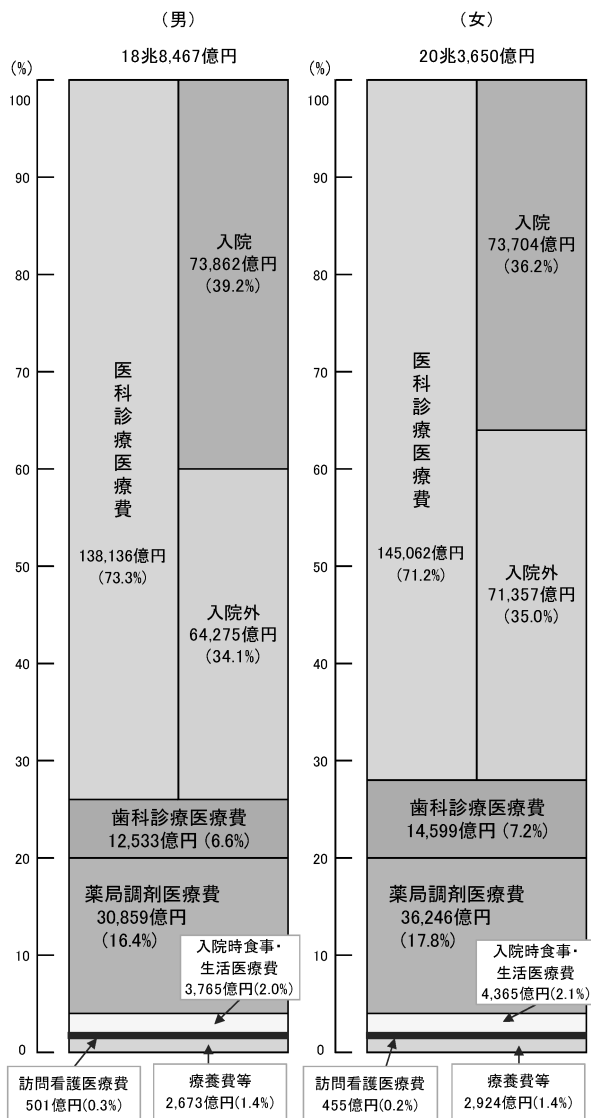 （男）
18兆8,467億円
(%)
100
90
80
70
60
50
40
30
20
10
0
医科診療医療費
138,136億円
(73.3%)
入院
73,862億円
(39.2%)
入院外
64,275億円
(34.1%)
歯科診療医療費
12,533億円 (6.6%)
薬局調剤医療費
30,859億円
(16.4%)
入院時食事・
生活医療費
3,765億円(2.0%)
訪問看護医療費
501億円(0.3%)
療養費等
2,673億円(1.4%)
（女）
20兆3,650億円
(%)
100
90
80
70
60
50
40
30
20
10
0
医科診療医療費
145,062億円
(71.2%)
入院
73,704億円
(36.2%)
入院外
71,357億円
(35.0%)
歯科診療医療費
14,599億円 (7.2%)
薬局調剤医療費
36,246億円
(17.8%)
入院時食事・
生活医療費
4,365億円(2.1%)
訪問看護医療費
455億円(0.2%)
療養費等
2,924億円(1.4%)